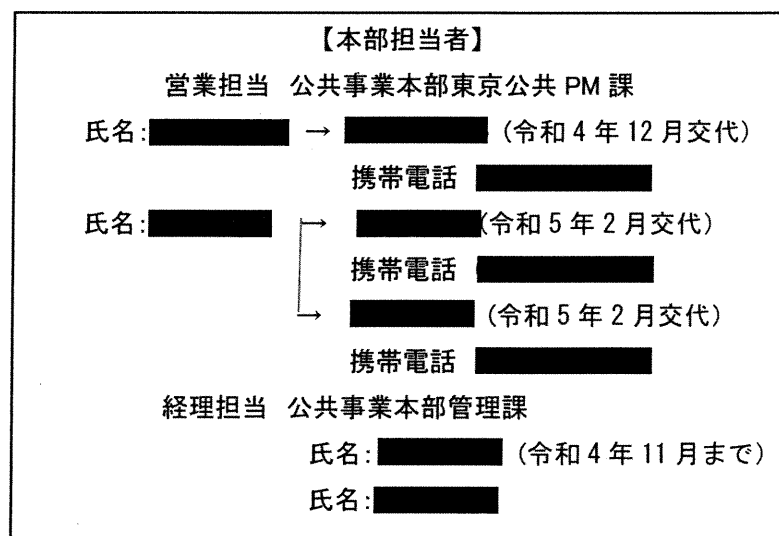 【本部担当者】
営業担当 公共事業本部東京公共 PM 課
氏名: → (令和 4 年 12 月交代)
携帯電話
氏名: → (令和 5 年 2 月交代)
携帯電話
→ (令和 5 年 2 月交代)
携帯電話
経理担当 公共事業本部管理課
氏名: (令和 4 年 11 月まで)
氏名: